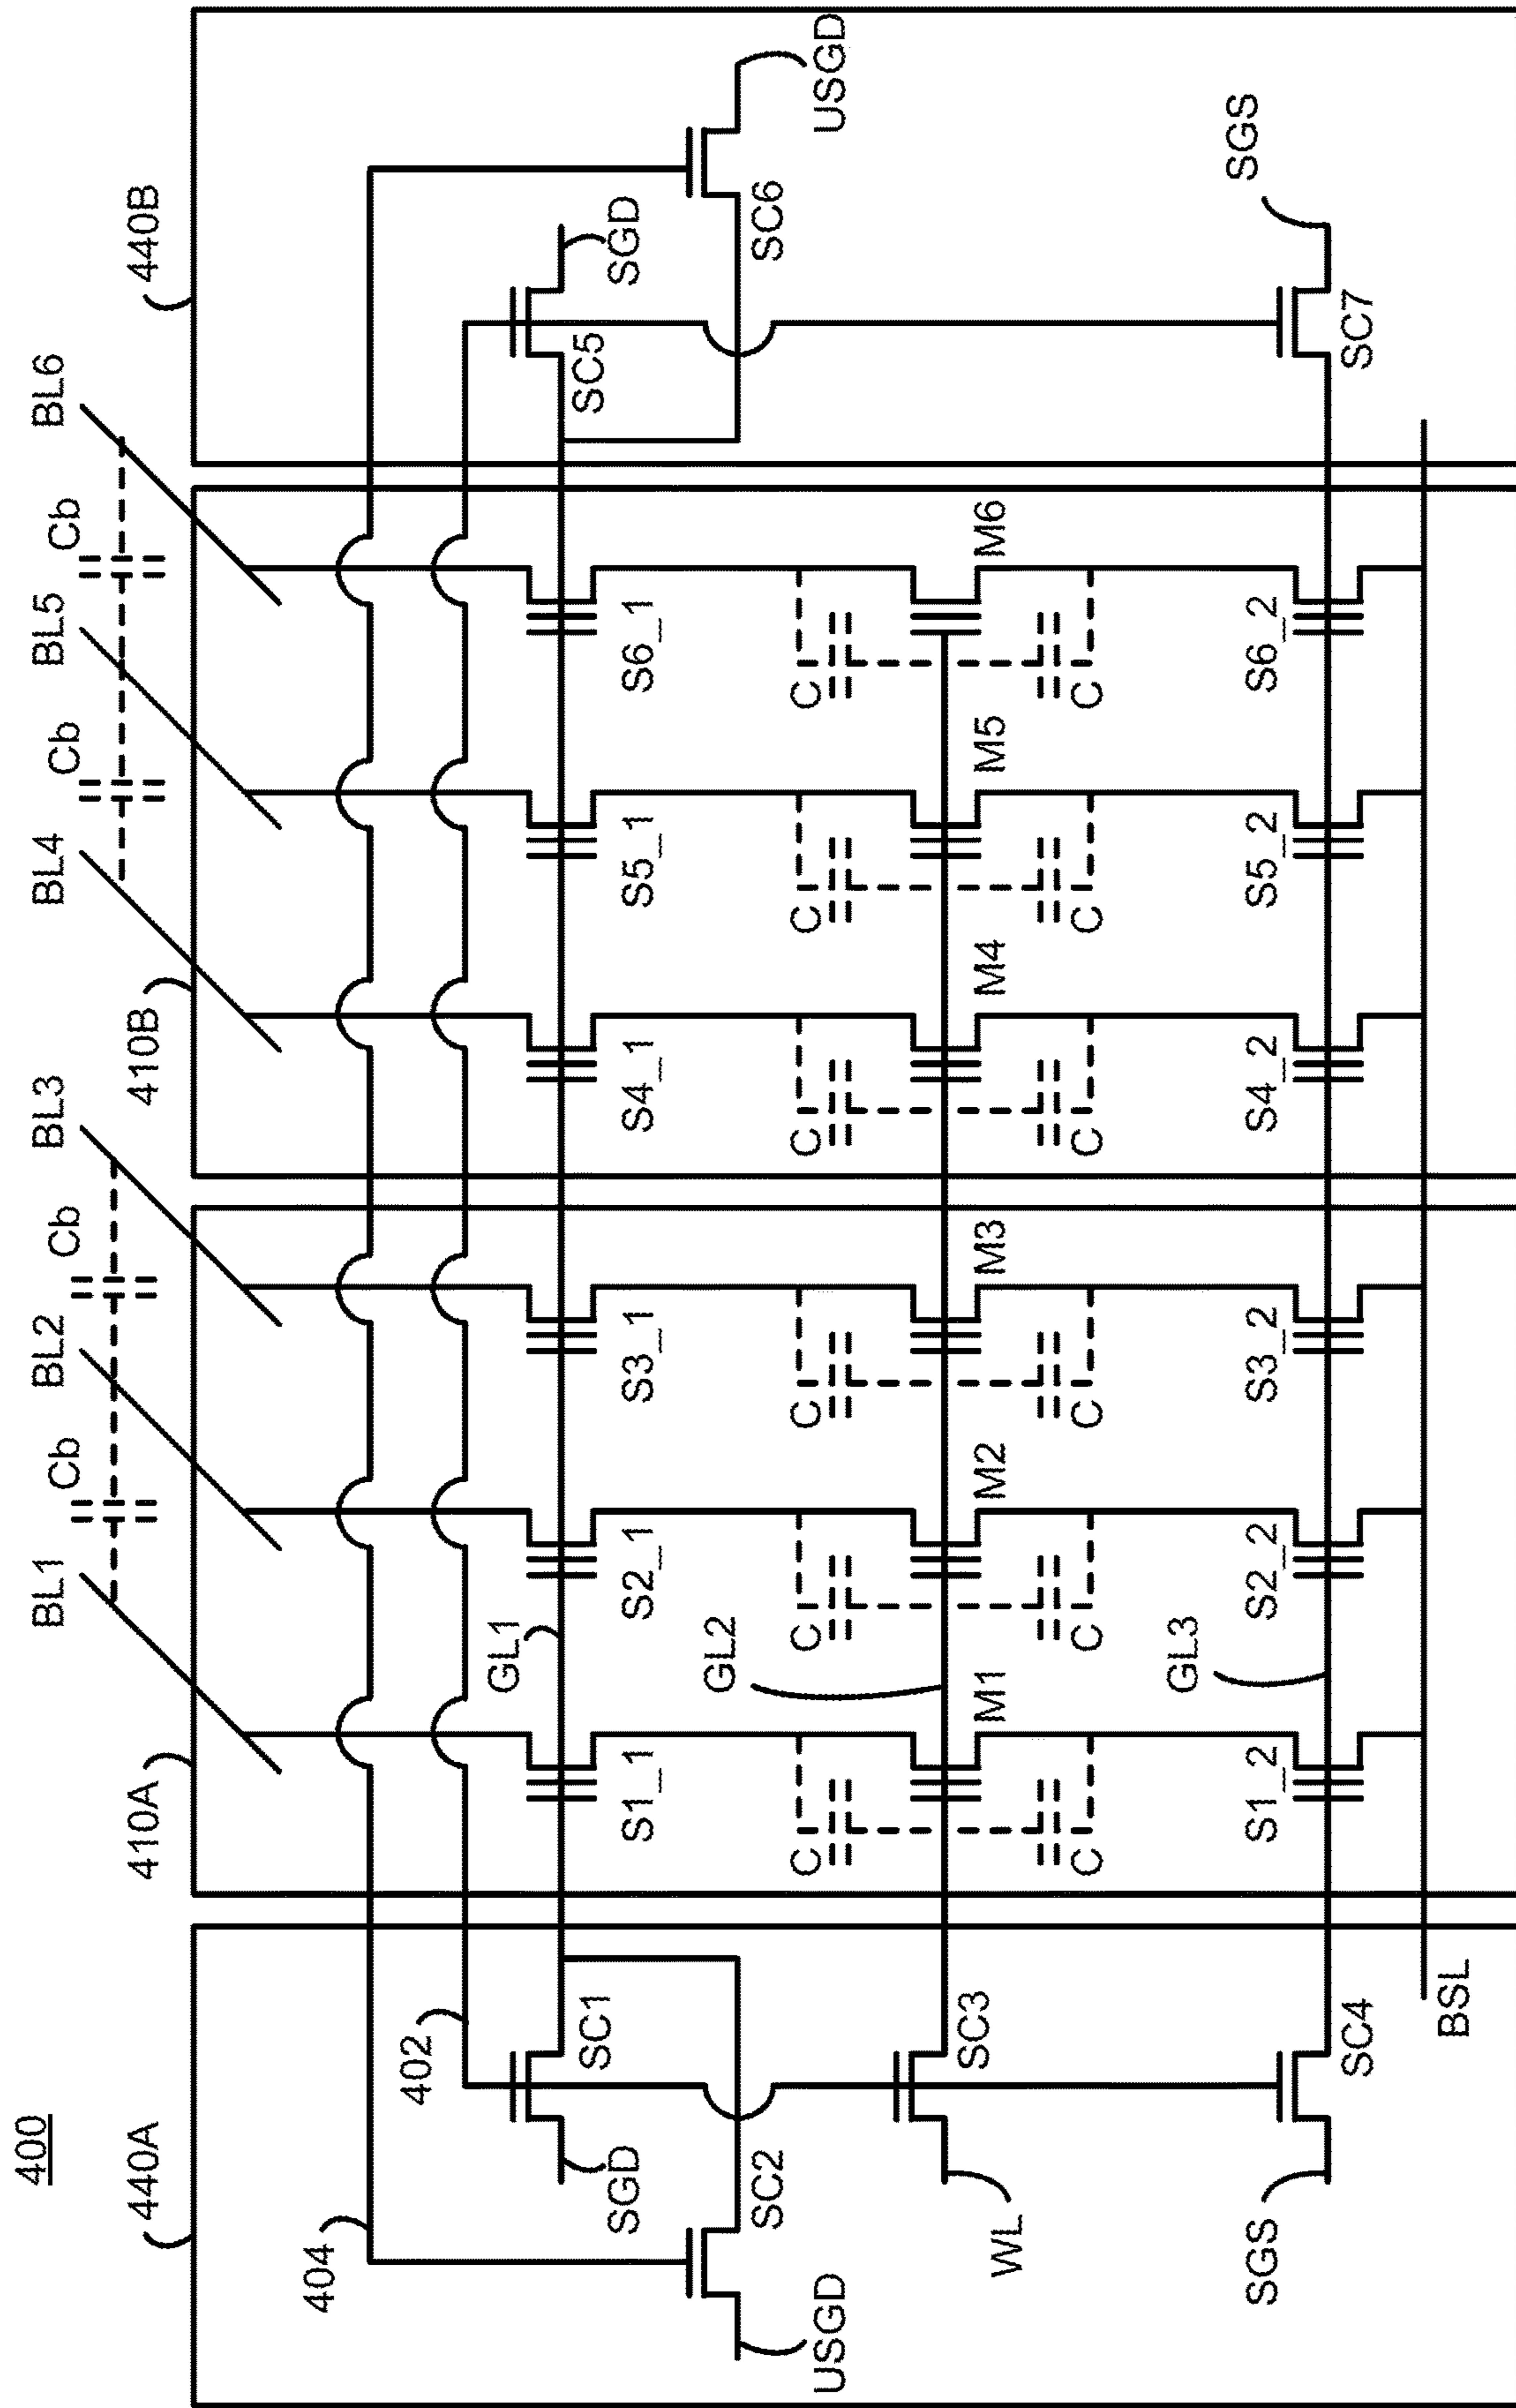 400
440A
410A
410B
440B
BL1
Cb
BL2
Cb
BL3
BL4
Cb
BL5
Cb
BL6
404
402
GL1
SGD
SC1
S1_1
S2_1
S3_1
S4_1
S5_1
S6_1
SC5
SGD
USGD
SC2
GL2
SC6
USGD
C
C
C
C
C
C
WL
SC3
M1
M2
M3
M4
M5
M6
C
C
C
C
C
C
GL3
SGS
SGS
S1_2
S2_2
S3_2
S4_2
S5_2
S6_2
SC4
SC7
BSL